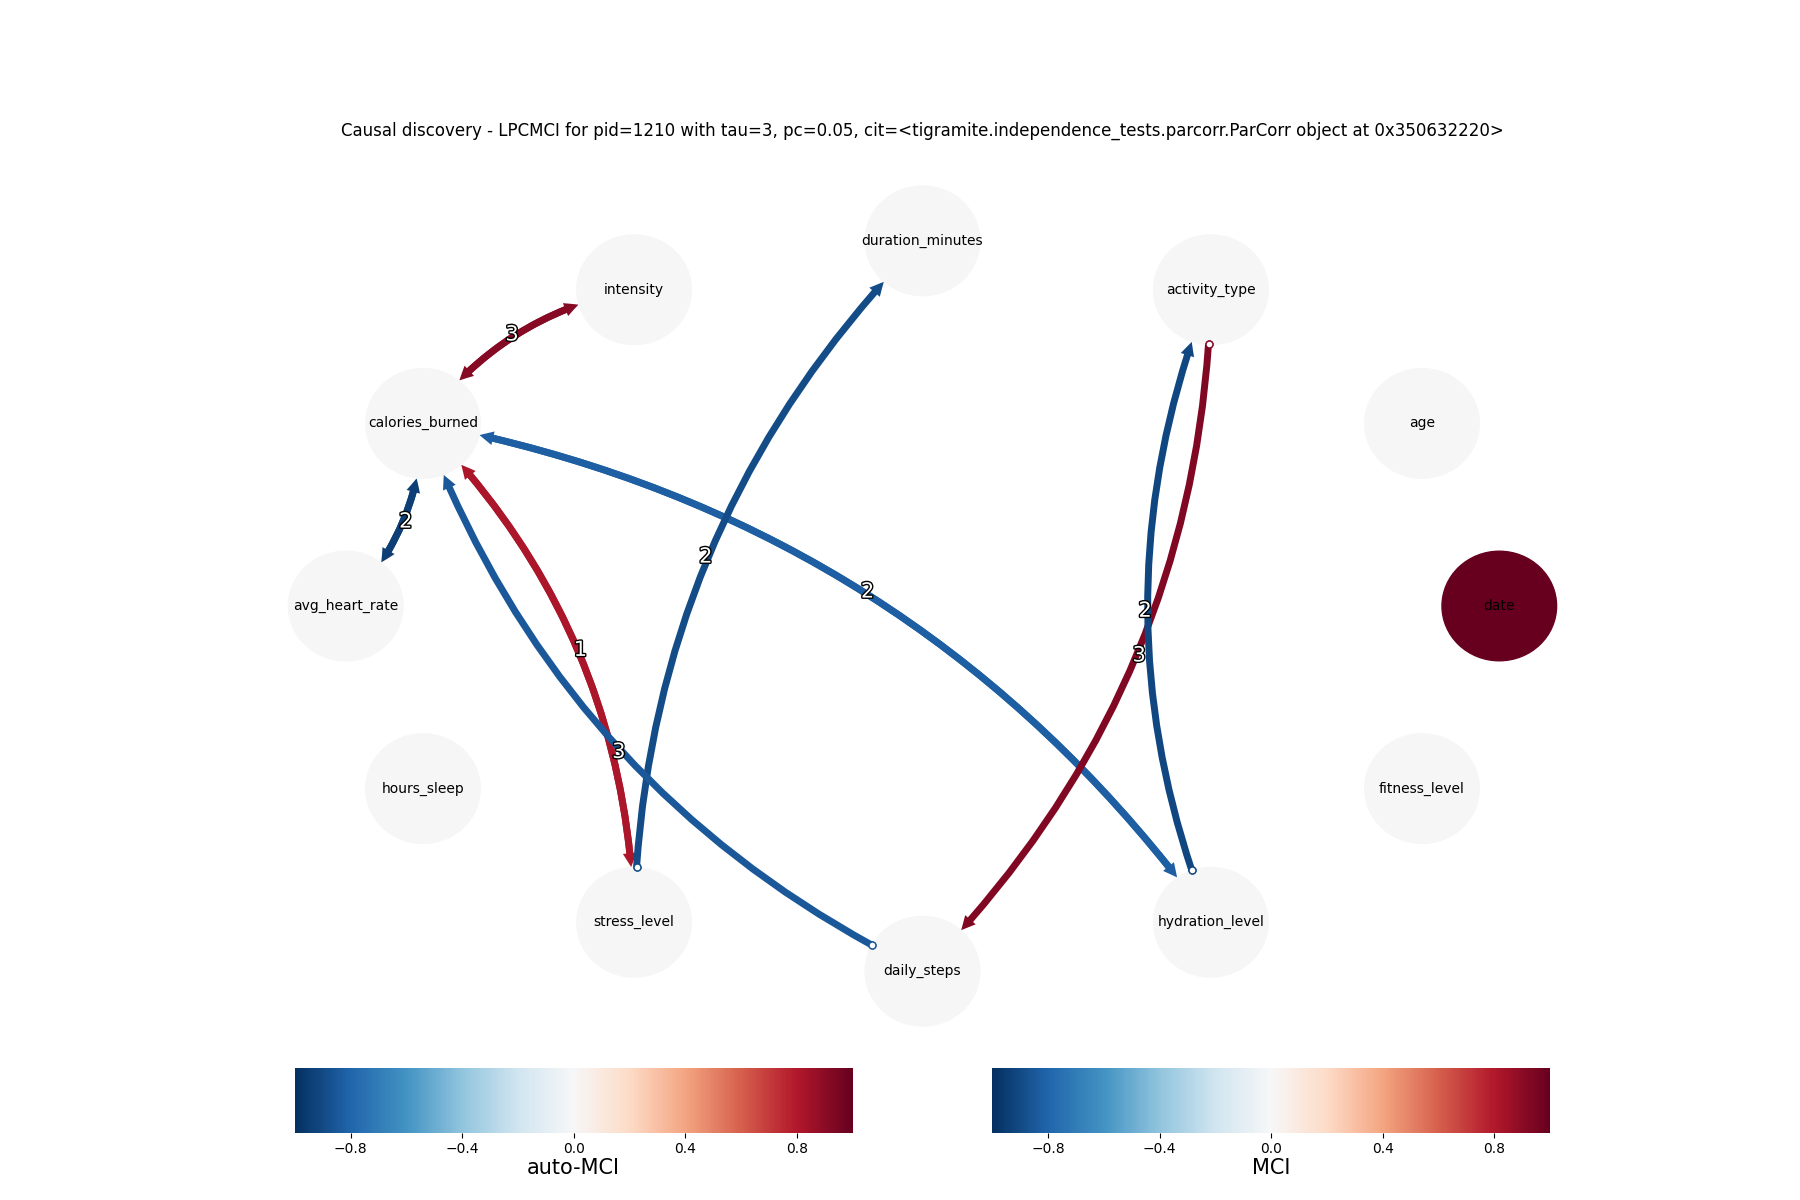 Causal discovery - LPCMCI for pid=1210 with tau=3, pc=0.05, cit=<tigramite.independence_tests.parcorr.ParCorr object at 0x350632220>
duration_minutes
intensity
activity_type
3
calories_burned
age
2
2
2
avg_heart_rate
date
2
1
3
3
hours_sleep
fitness_level
stress_level
hydration_level
daily_steps
−0.8 −0.4 0.0 0.4 0.8
auto-MCI
−0.8 −0.4 0.0 0.4 0.8
MCI